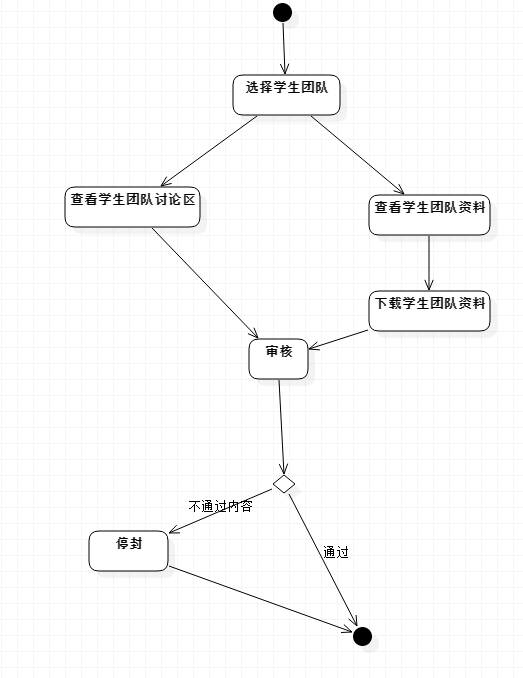 选择学生团队
查看学生团队讨论区
查看学生团队资料
下载学生团队资料
审核
不通过内容
停封
通过